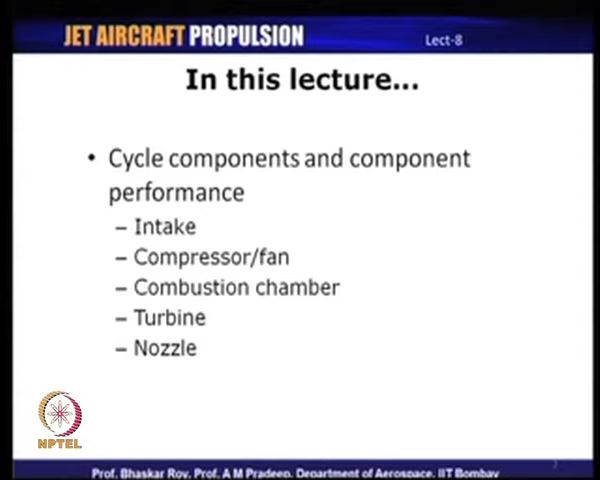 JET AIRCRAFT PROPULSION
Lect-8
In this lecture...
• Cycle components and component
performance
– Intake
– Compressor/fan
– Combustion chamber
– Turbine
– Nozzle
NPTEL
Prof. Bhaskar Roy, Prof. A M Pradeep, Department of Aerospace, IIT Bombay